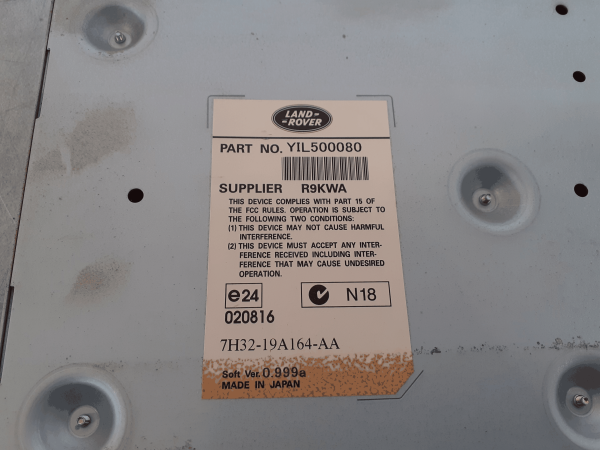 LAND-
-ROVER
PART NO. YIL500080
SUPPLIER R9KWA
THIS DEVICE COMPLIES WITH PART 15 OF
THE FCC RULES. OPERATION IS SUBJECT TO
THE FOLLOWING TWO CONDITIONS:
(1) THIS DEVICE MAY NOT CAUSE HARMFUL
INTERFERENCE.
(2) THIS DEVICE MUST ACCEPT ANY INTER-
FERENCE RECEIVED INCLUDING INTER-
FERENCE THAT MAY CAUSE UNDESIRED
OPERATION.
e24 N18
020816
7H32-19A164-AA
Soft Ver. 0.999a
MADE IN JAPAN